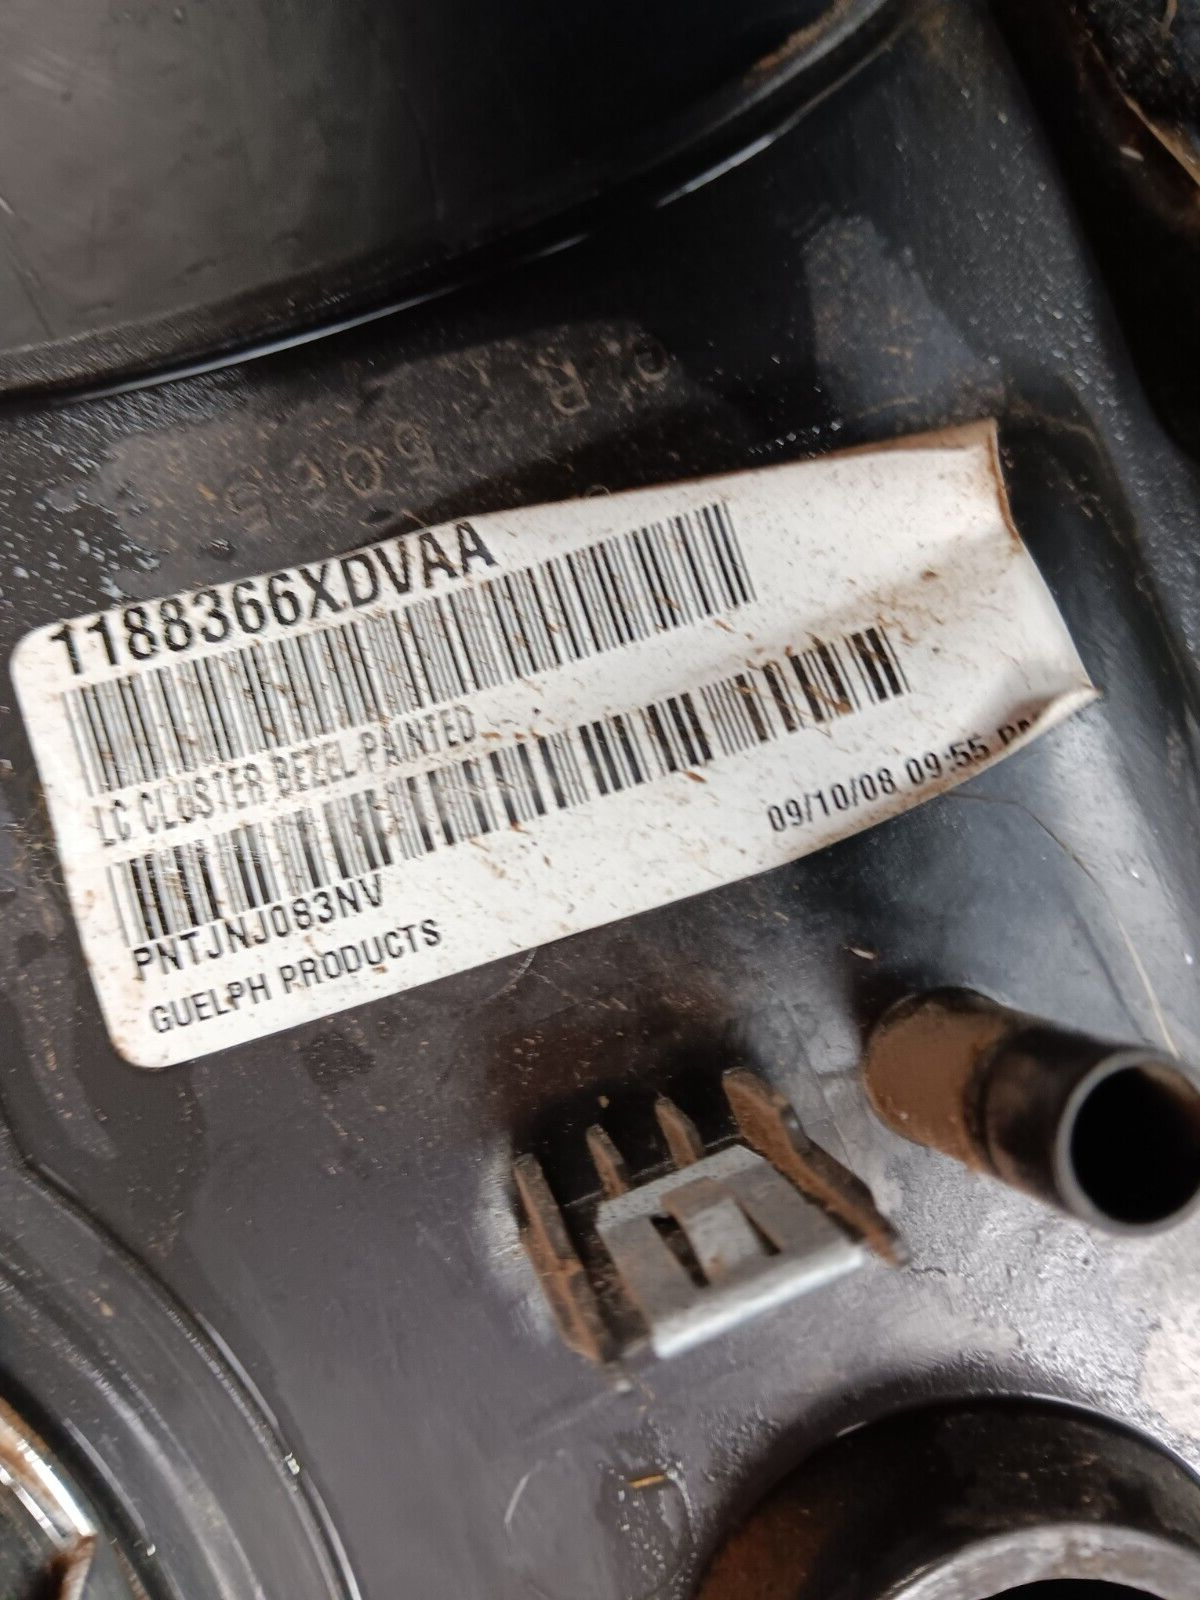 1188366XDVAA
LC CLUSTER BEZEL PAINTED
09/10/08 09:55
PNTJNJ083NV
GUELPH PRODUCTS